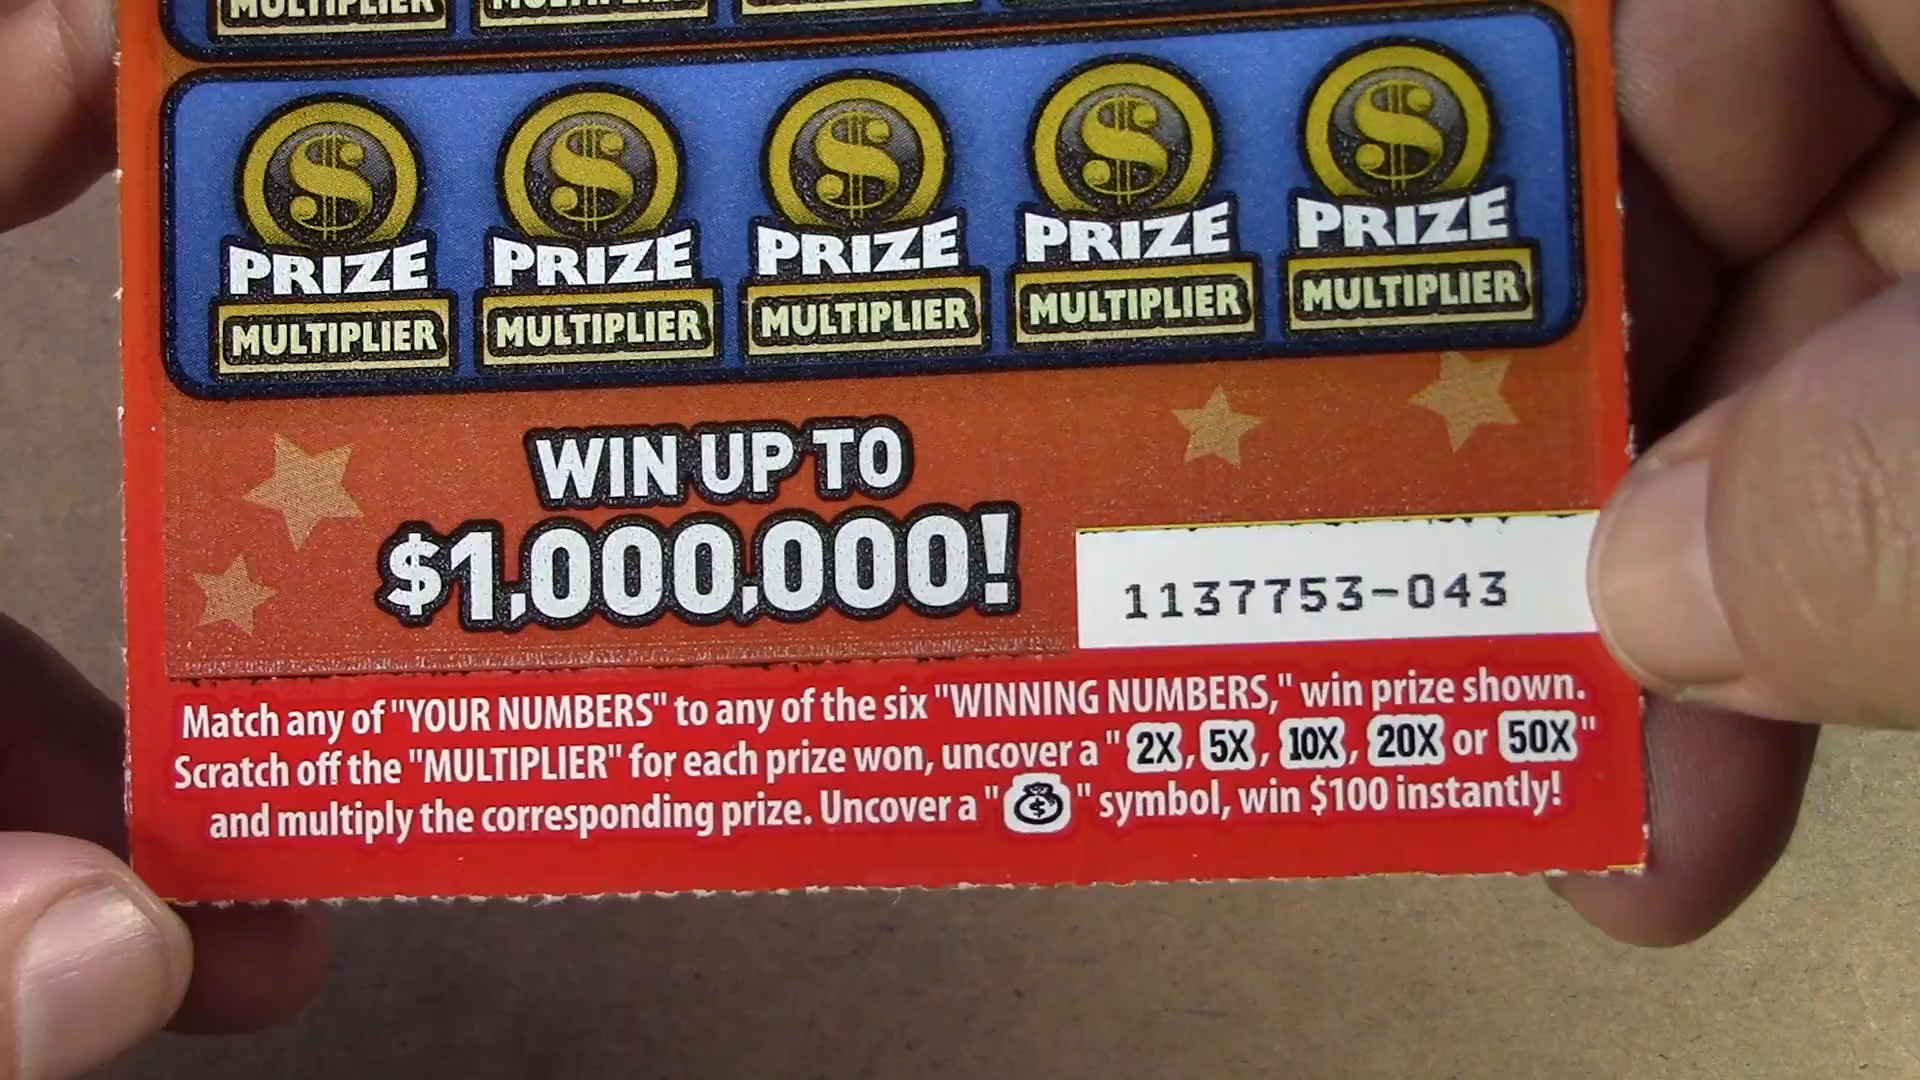 MULTIPLIER MULTIPLIER
$ $ $ $ $
PRIZE PRIZE PRIZE PRIZE PRIZE
MULTIPLIER MULTIPLIER MULTIPLIER MULTIPLIER MULTIPLIER
WIN UP TO
$1,000,000!
1137753-043
Match any of "YOUR NUMBERS" to any of the six "WINNING NUMBERS," win prize shown.
Scratch off the "MULTIPLIER" for each prize won, uncover a "2X, 5X, 10X, 20X or 50X"
and multiply the corresponding prize. Uncover a "$" symbol, win $100 instantly!